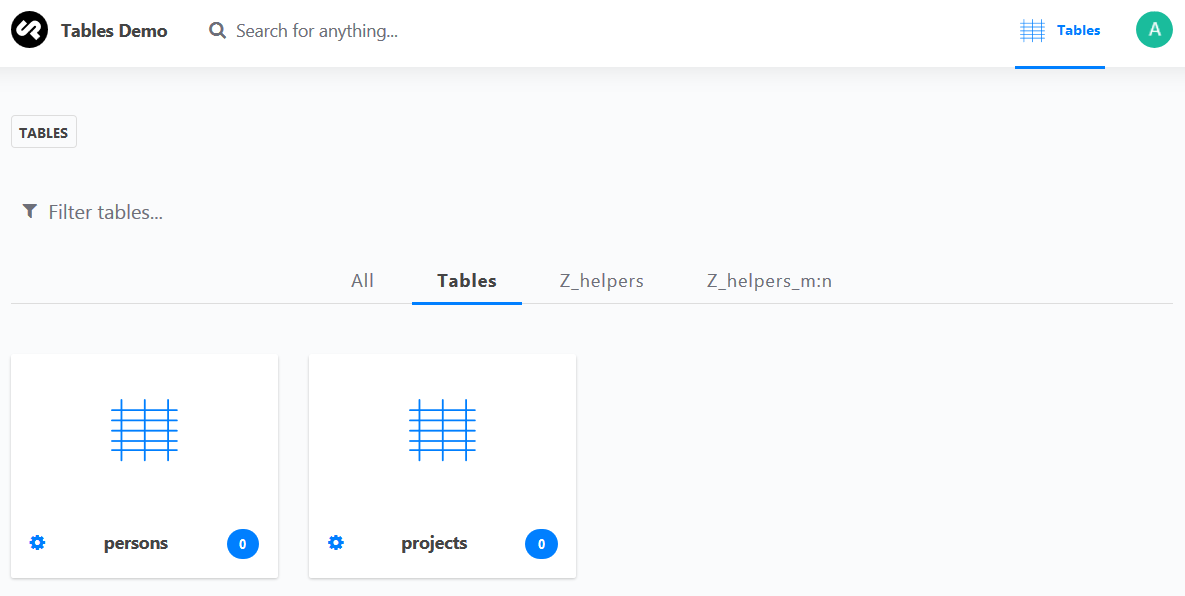 Tables Demo
Search for anything...
Tables
A
TABLES
Filter tables...
All
Tables
Z_helpers
Z_helpers_m:n
persons
0
projects
0